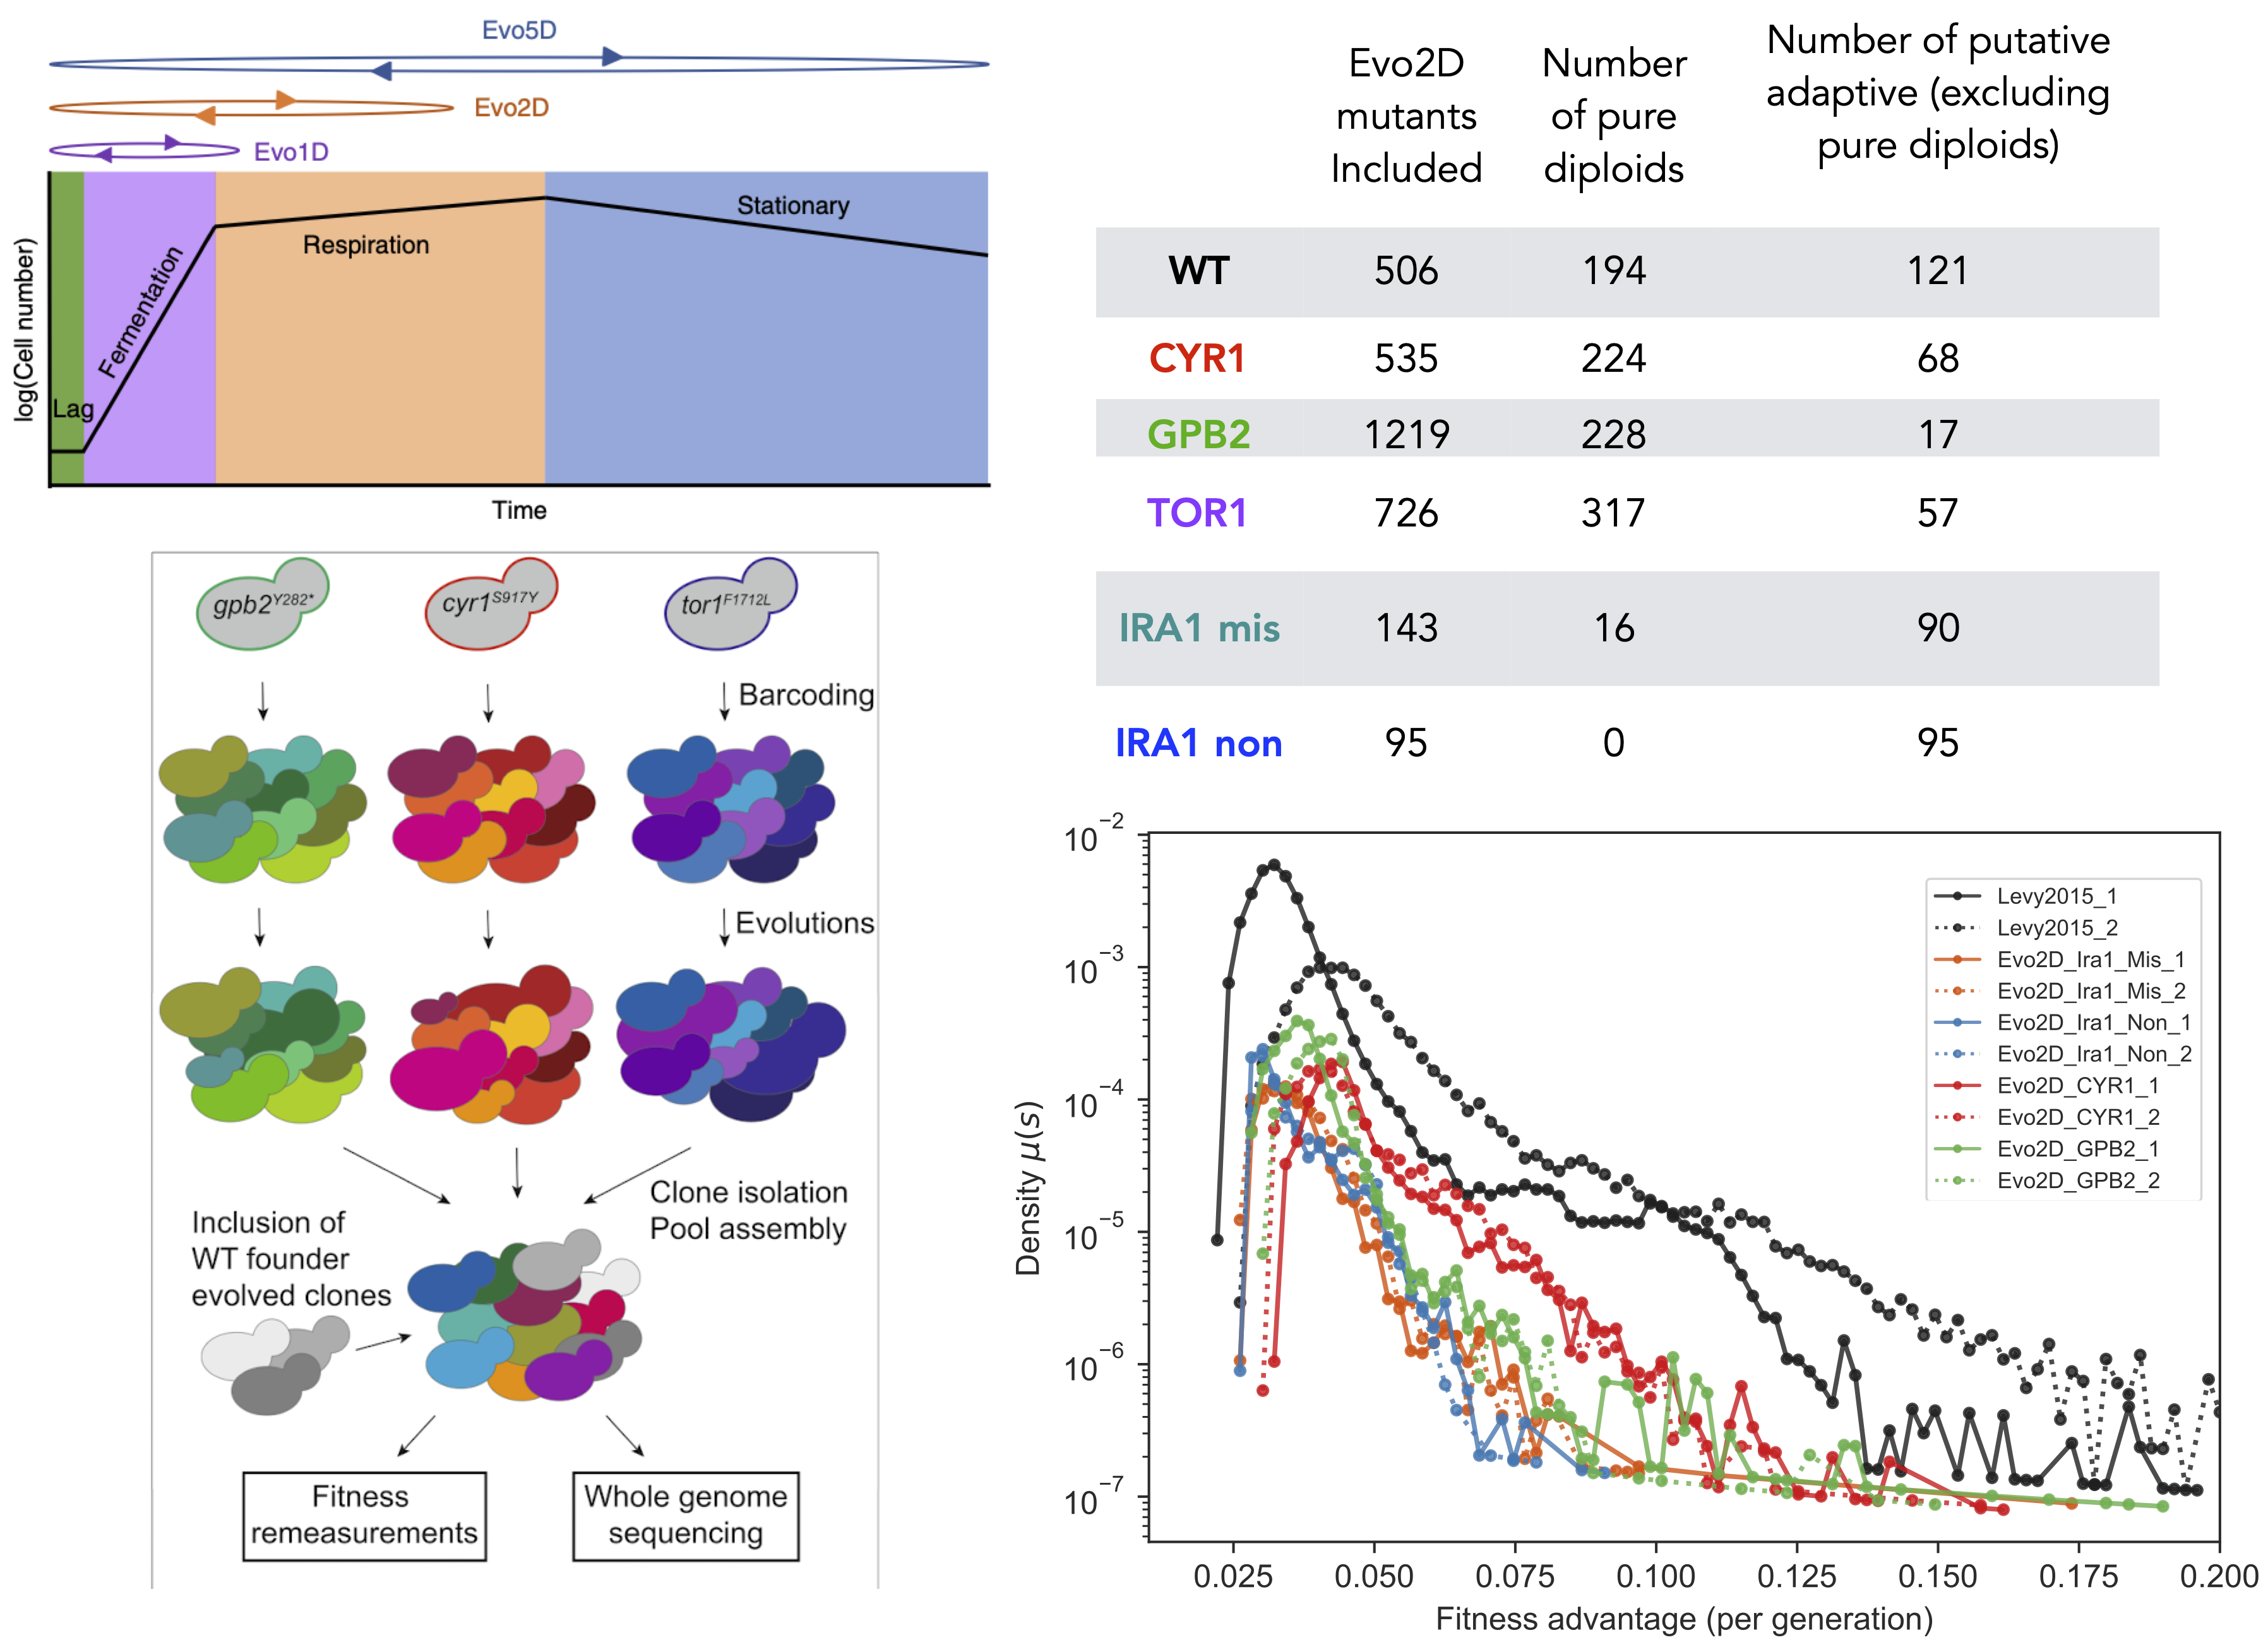 Evo5D
Evo2D
Evo1D
log(Cell number)
Lag
Fermentation
Respiration
Stationary
Time
gpb2Y282*
cyr1S917Y
tor1F1712L
Barcoding
Evolutions
Clone isolation
Pool assembly
Inclusion of
WT founder
evolved clones
Fitness
remeasurements
Whole genome
sequencing
Evo2D
mutants
Included
Number
of pure
diploids
Number of putative
adaptive (excluding
pure diploids)
WT 506 194 121
CYR1 535 224 68
GPB2 1219 228 17
TOR1 726 317 57
IRA1 mis 143 16 90
IRA1 non 95 0 95
Density μ(s)
10−2
10−3
10−4
10−5
10−6
10−7
Levy2015_1
Levy2015_2
Evo2D_Ira1_Mis_1
Evo2D_Ira1_Mis_2
Evo2D_Ira1_Non_1
Evo2D_Ira1_Non_2
Evo2D_CYR1_1
Evo2D_CYR1_2
Evo2D_GPB2_1
Evo2D_GPB2_2
0.025 0.050 0.075 0.100 0.125 0.150 0.175 0.200
Fitness advantage (per generation)